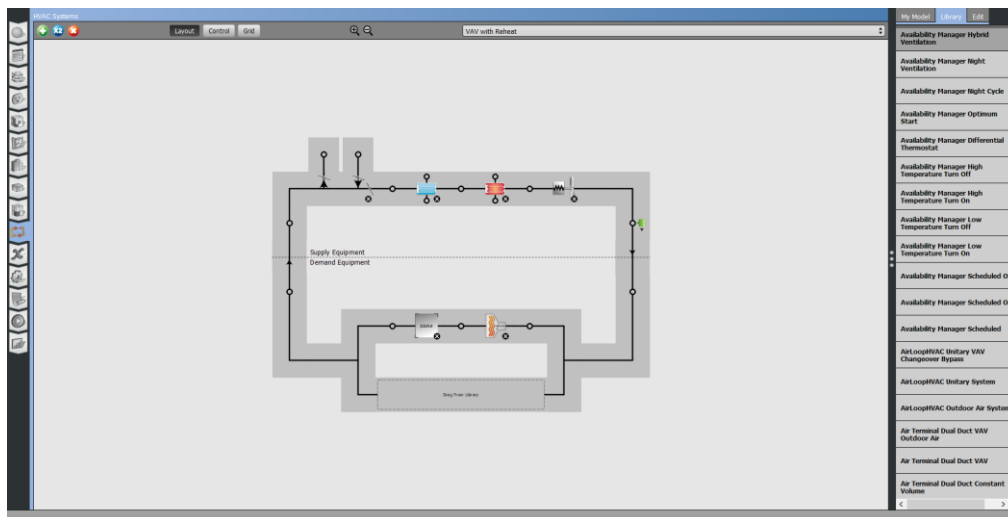 HVAC Systems
My Model Library Edit
x2 Layout Control Grid VAV with Reheat
Availability Manager Hybrid
Ventilation
Availability Manager Night
Ventilation
Availability Manager Night Cycle
Availability Manager Optimum
Start
Availability Manager Differential
Thermostat
Availability Manager High
Temperature Turn Off
Availability Manager High
Temperature Turn On
Availability Manager Low
Temperature Turn Off
Availability Manager Low
Temperature Turn On
Availability Manager Scheduled O
Availability Manager Scheduled O
Availability Manager Scheduled
AirLoopHVAC Unitary VAV
Changeover Bypass
AirLoopHVAC Unitary System
AirLoopHVAC Outdoor Air System
Air Terminal Dual Duct VAV
Outdoor Air
Air Terminal Dual Duct VAV
Air Terminal Dual Duct Constant
Volume
Supply Equipment
Demand Equipment
Drag From Library